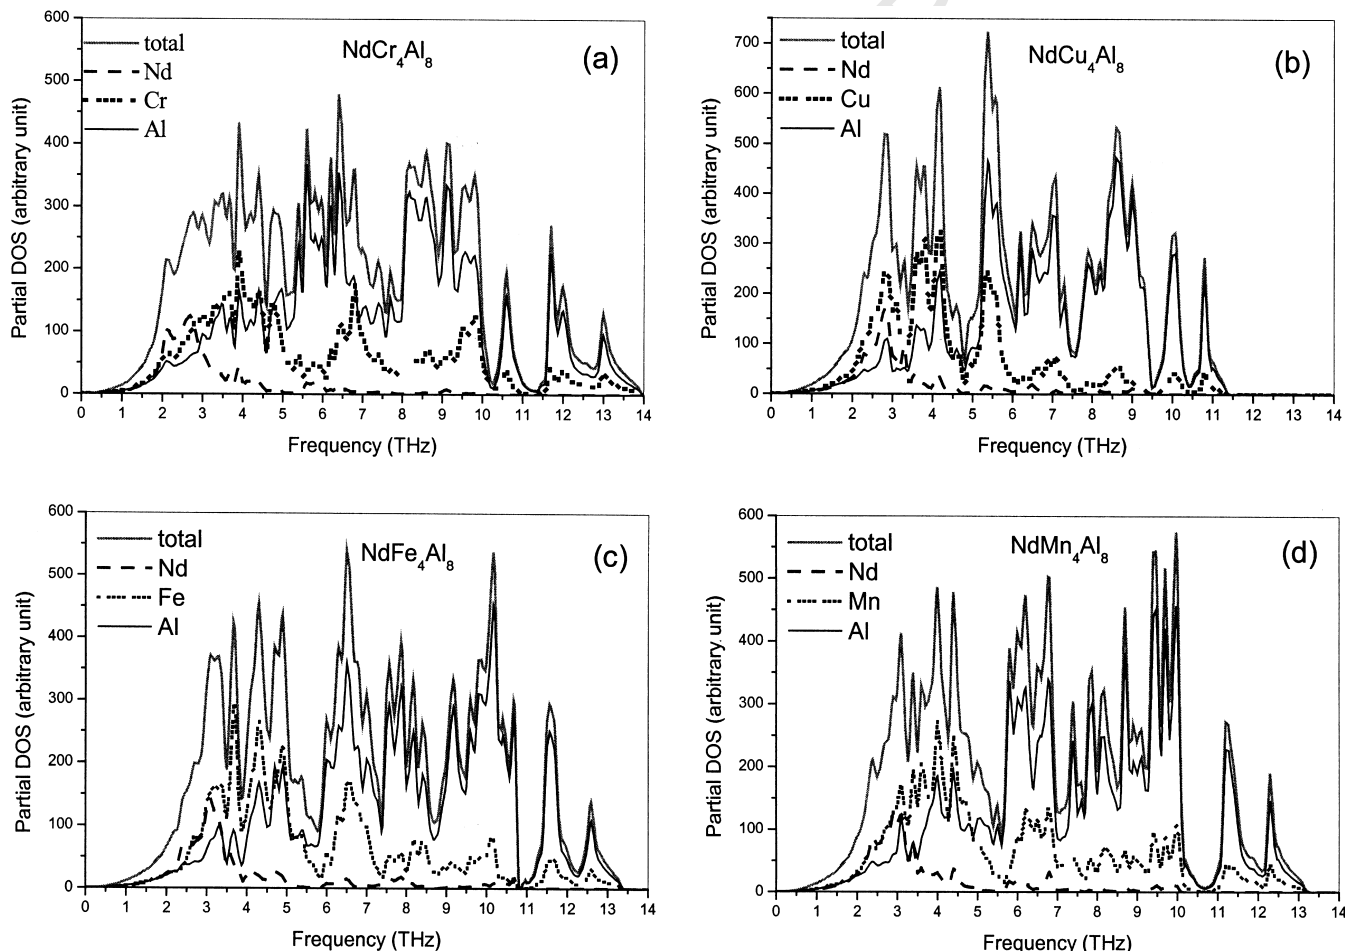 600
500
400
300
200
100
0
Partial DOS (arbitrary unit)
total
Nd
Cr
Al
NdCr4Al8
(a)
0 1 2 3 4 5 6 7 8 9 10 11 12 13 14
Frequency (THz)
700
600
500
400
300
200
100
0
Partial DOS (arbitrary unit)
total
Nd
Cu
Al
NdCu4Al8
(b)
0 1 2 3 4 5 6 7 8 9 10 11 12 13 14
Frequency (THz)
600
500
400
300
200
100
0
Partial DOS (arbitrary unit)
total
Nd
Fe
Al
NdFe4Al8
(c)
0 1 2 3 4 5 6 7 8 9 10 11 12 13 14
Frequency (THz)
600
500
400
300
200
100
0
Partial DOS (arbitrary unit)
total
Nd
Mn
Al
NdMn4Al8
(d)
0 1 2 3 4 5 6 7 8 9 10 11 12 13 14
Frequency (THz)